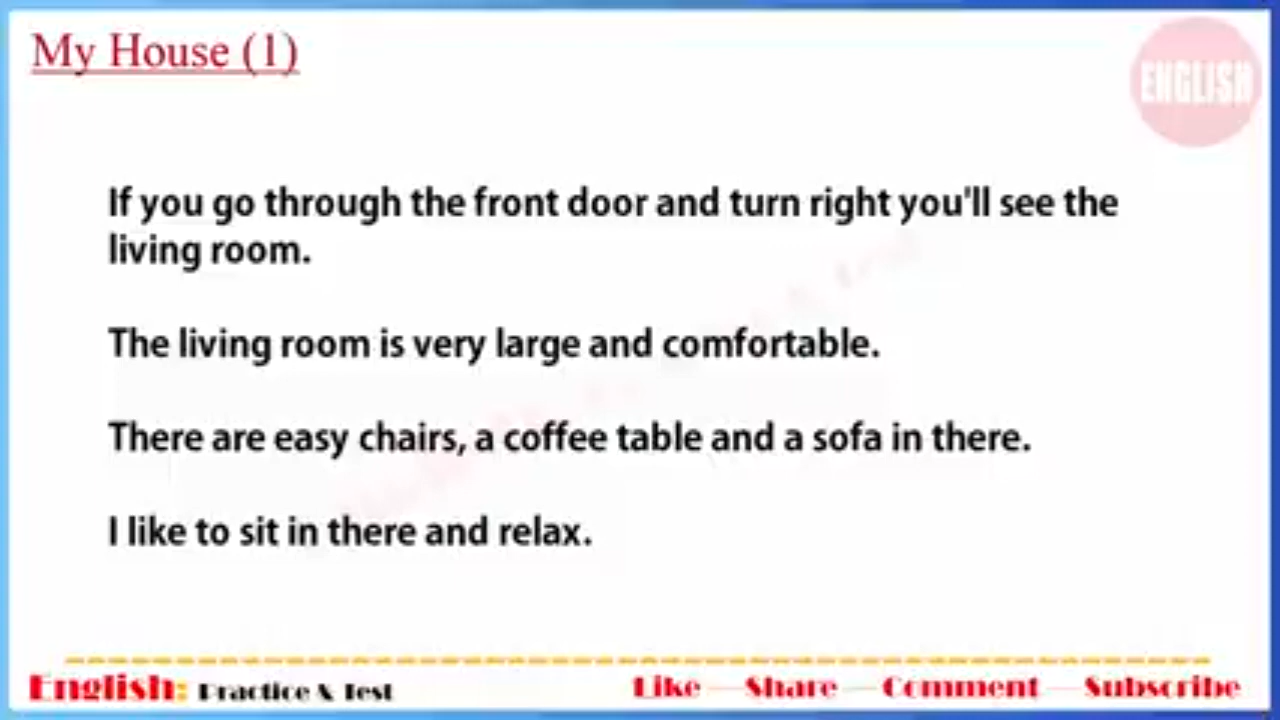 My House (1)
ENGLISH
If you go through the front door and turn right you'll see the
living room.
The living room is very large and comfortable.
There are easy chairs, a coffee table and a sofa in there.
I like to sit in there and relax.
English: Practice & Test
Like — Share — Comment — Subscribe